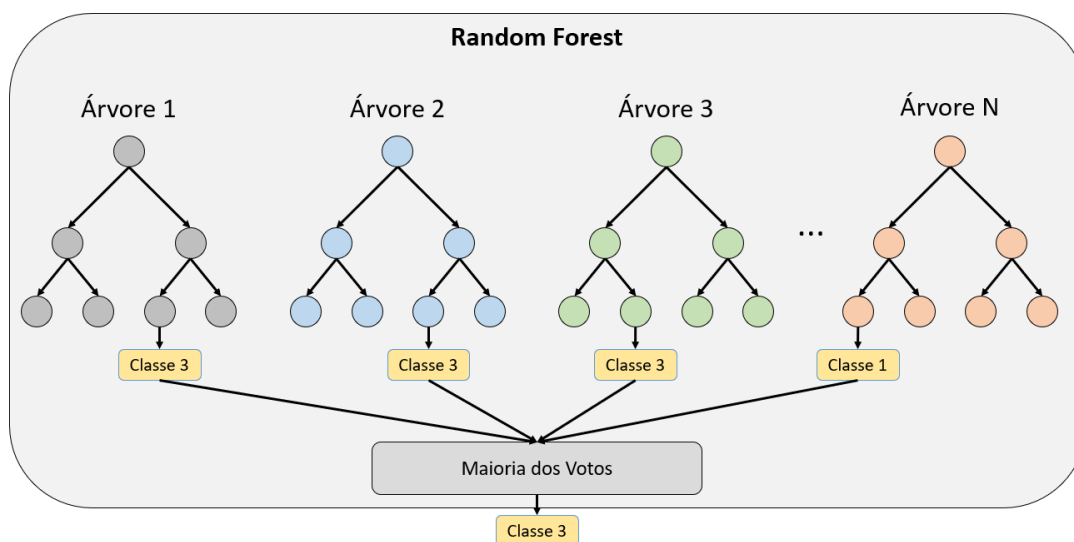 Random Forest
Árvore 1
Árvore 2
Árvore 3
Árvore N
...
Classe 3
Classe 3
Classe 3
Classe 1
Maioria dos Votos
Classe 3